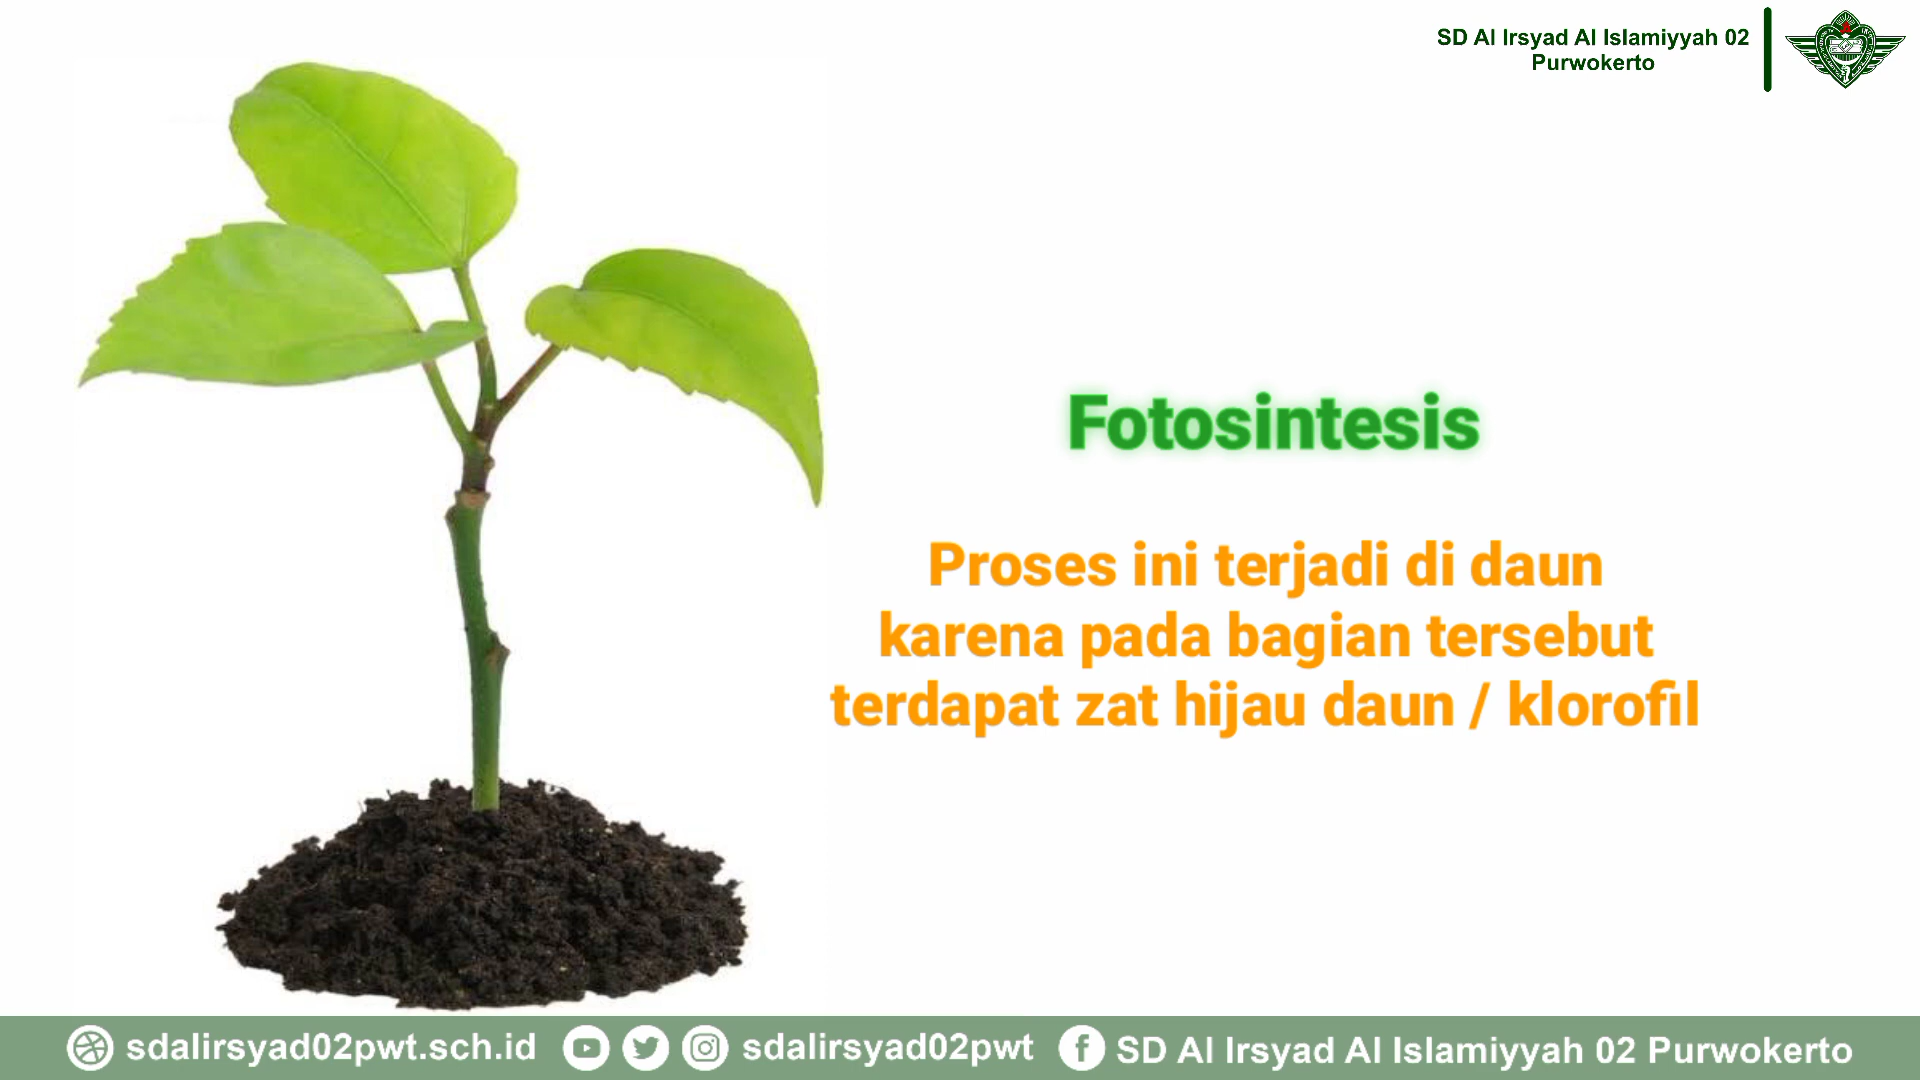 SD Al Irsyad Al Islamiyyah 02
Purwokerto
Fotosintesis
Proses ini terjadi di daun
karena pada bagian tersebut
terdapat zat hijau daun / klorofil
sdalirsyad02pwt.sch.id
sdalirsyad02pwt
SD Al Irsyad Al Islamiyyah 02 Purwokerto